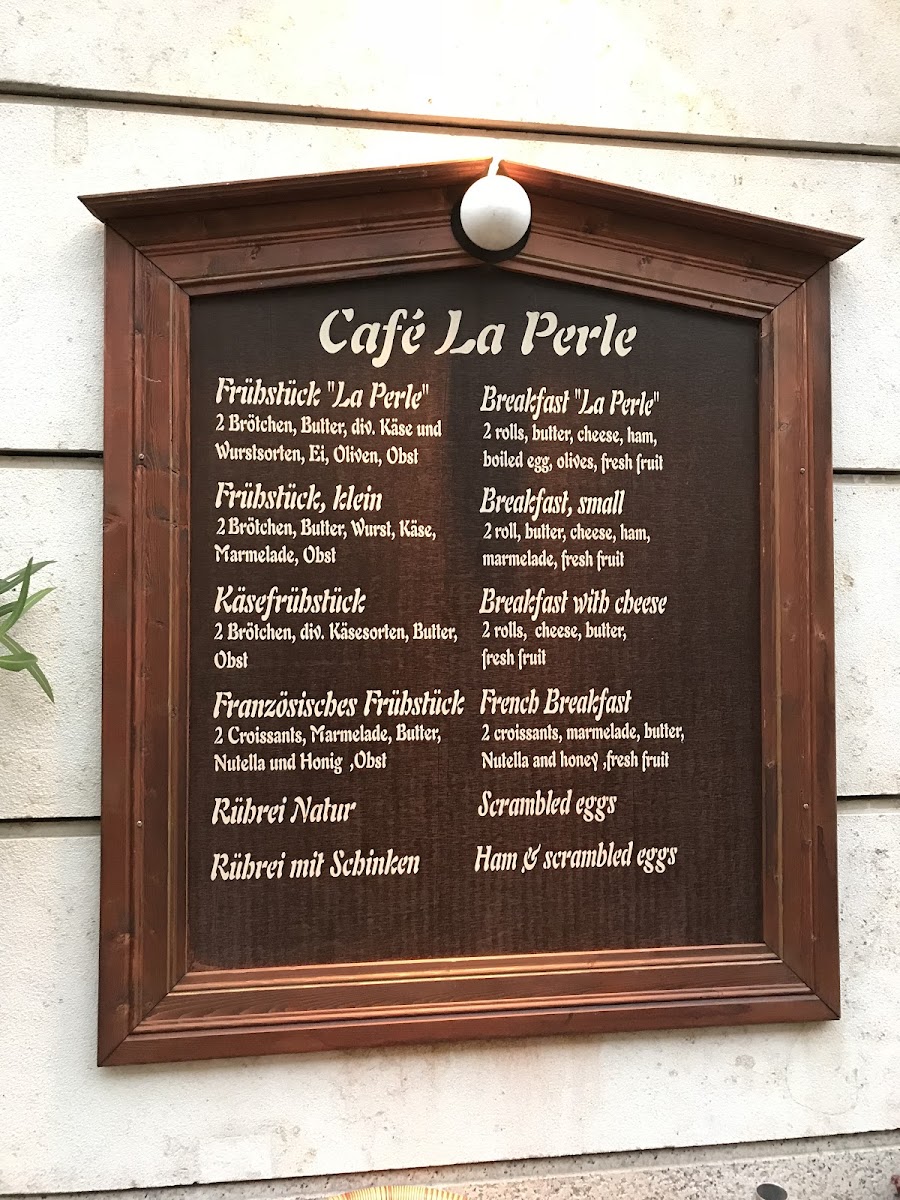 Café La Perle
Frühstück "La Perle"
2 Brötchen, Butter, div. Käse und
Wurstsorten, Ei, Oliven, Obst
Frühstück, klein
2 Brötchen, Butter, Wurst, Käse,
Marmelade, Obst
Käsefrühstück
2 Brötchen, div. Käsesorten, Butter,
Obst
Französisches Frühstück
2 Croissants, Marmelade, Butter,
Nutella und Honig ,Obst
Rührei Natur
Rührei mit Schinken
Breakfast "La Perle"
2 rolls, butter, cheese, ham,
boiled egg, olives, fresh fruit
Breakfast, small
2 roll, butter, cheese, ham,
marmelade, fresh fruit
Breakfast with cheese
2 rolls, cheese, butter,
fresh fruit
French Breakfast
2 croissants, marmelade, butter,
Nutella and honey ,fresh fruit
Scrambled eggs
Ham & scrambled eggs